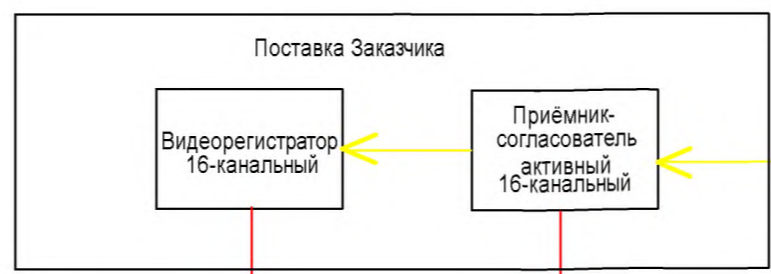 Поставка Заказчика
Видеорегистратор
16-канальный
Приёмник-
согласователь
активный
16-канальный